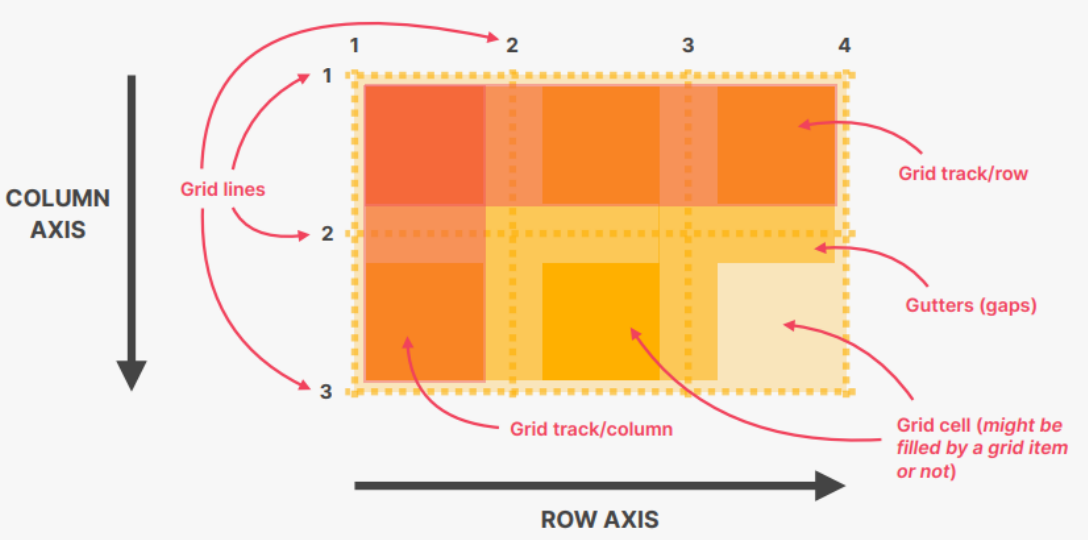 1
2
3
4
1
Grid track/row
COLUMN
AXIS
Grid lines
2
Gutters (gaps)
3
Grid track/column
Grid cell (might be
filled by a grid item
or not)
ROW AXIS